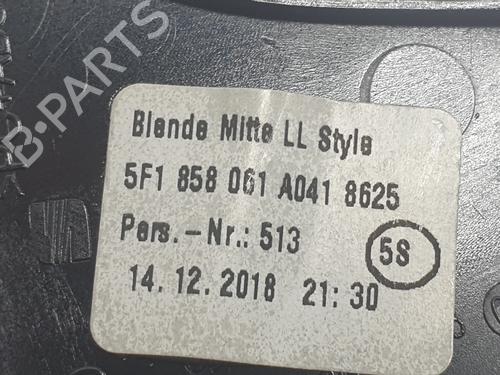 B-PARTS
Blende Mitte LL Style
5F1 858 061 A041 8625
Pers.-Nr.: 513
5S
14.12.2018 21:30